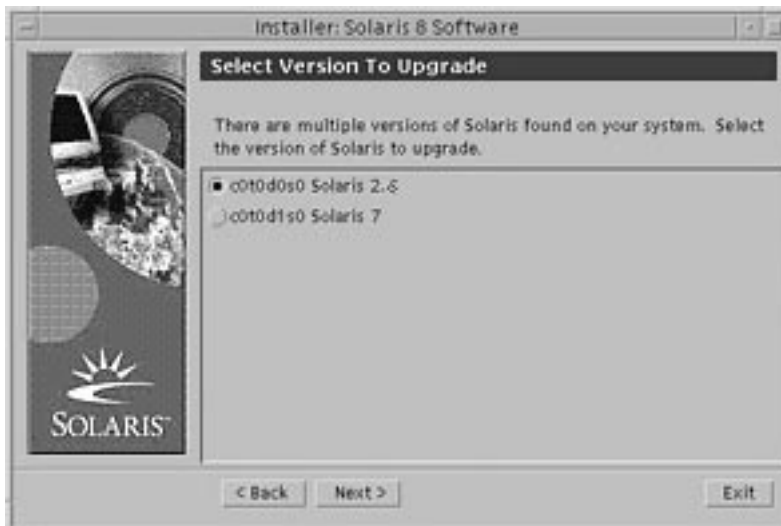 Installer: Solaris 8 Software
Select Version To Upgrade
There are multiple versions of Solaris found on your system. Select
the version of Solaris to upgrade.
c0t0d0s0 Solaris 2.6
c0t0d1s0 Solaris 7
SOLARIS™
< Back
Next >
Exit